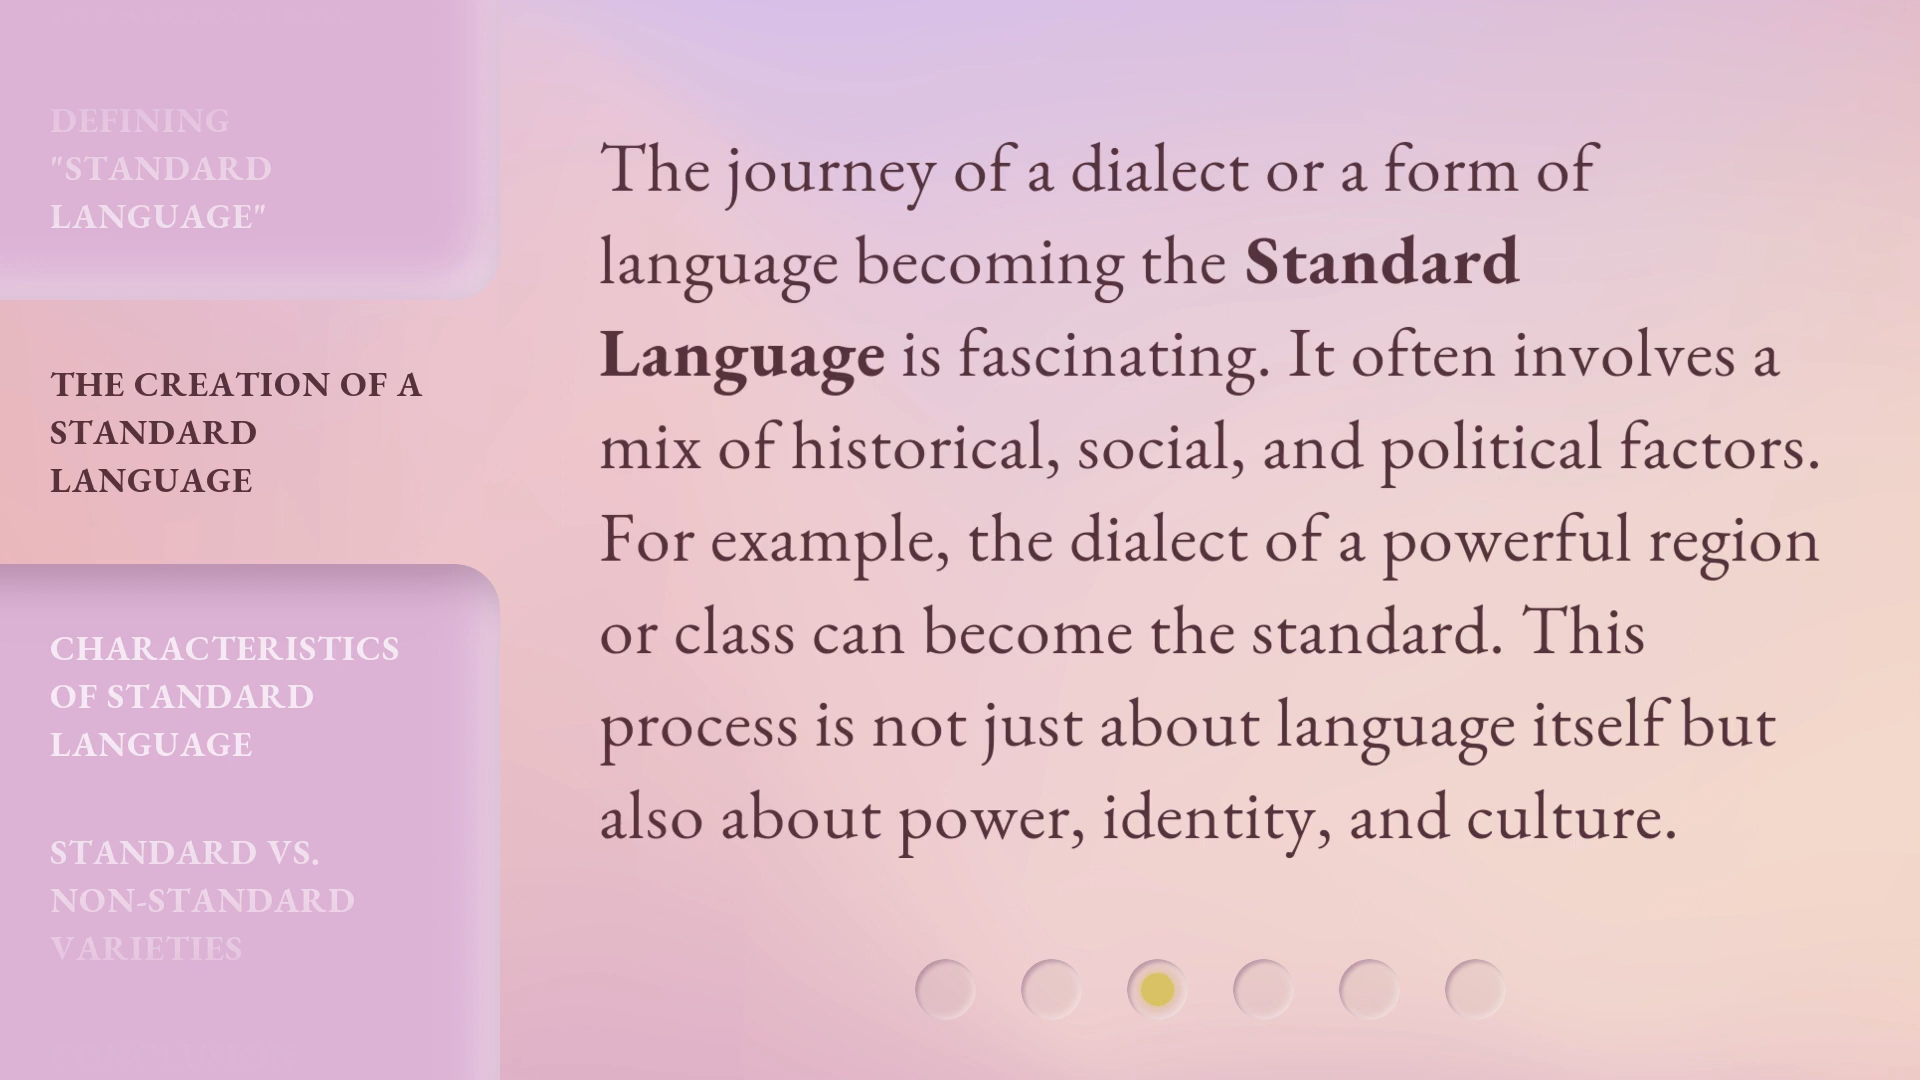 DEFINING
"STANDARD
LANGUAGE"
THE CREATION OF A
STANDARD
LANGUAGE
CHARACTERISTICS
OF STANDARD
LANGUAGE
STANDARD VS.
NON-STANDARD
VARIETIES
CONCLUSION
The journey of a dialect or a form of
language becoming the Standard
Language is fascinating. It often involves a
mix of historical, social, and political factors.
For example, the dialect of a powerful region
or class can become the standard. This
process is not just about language itself but
also about power, identity, and culture.